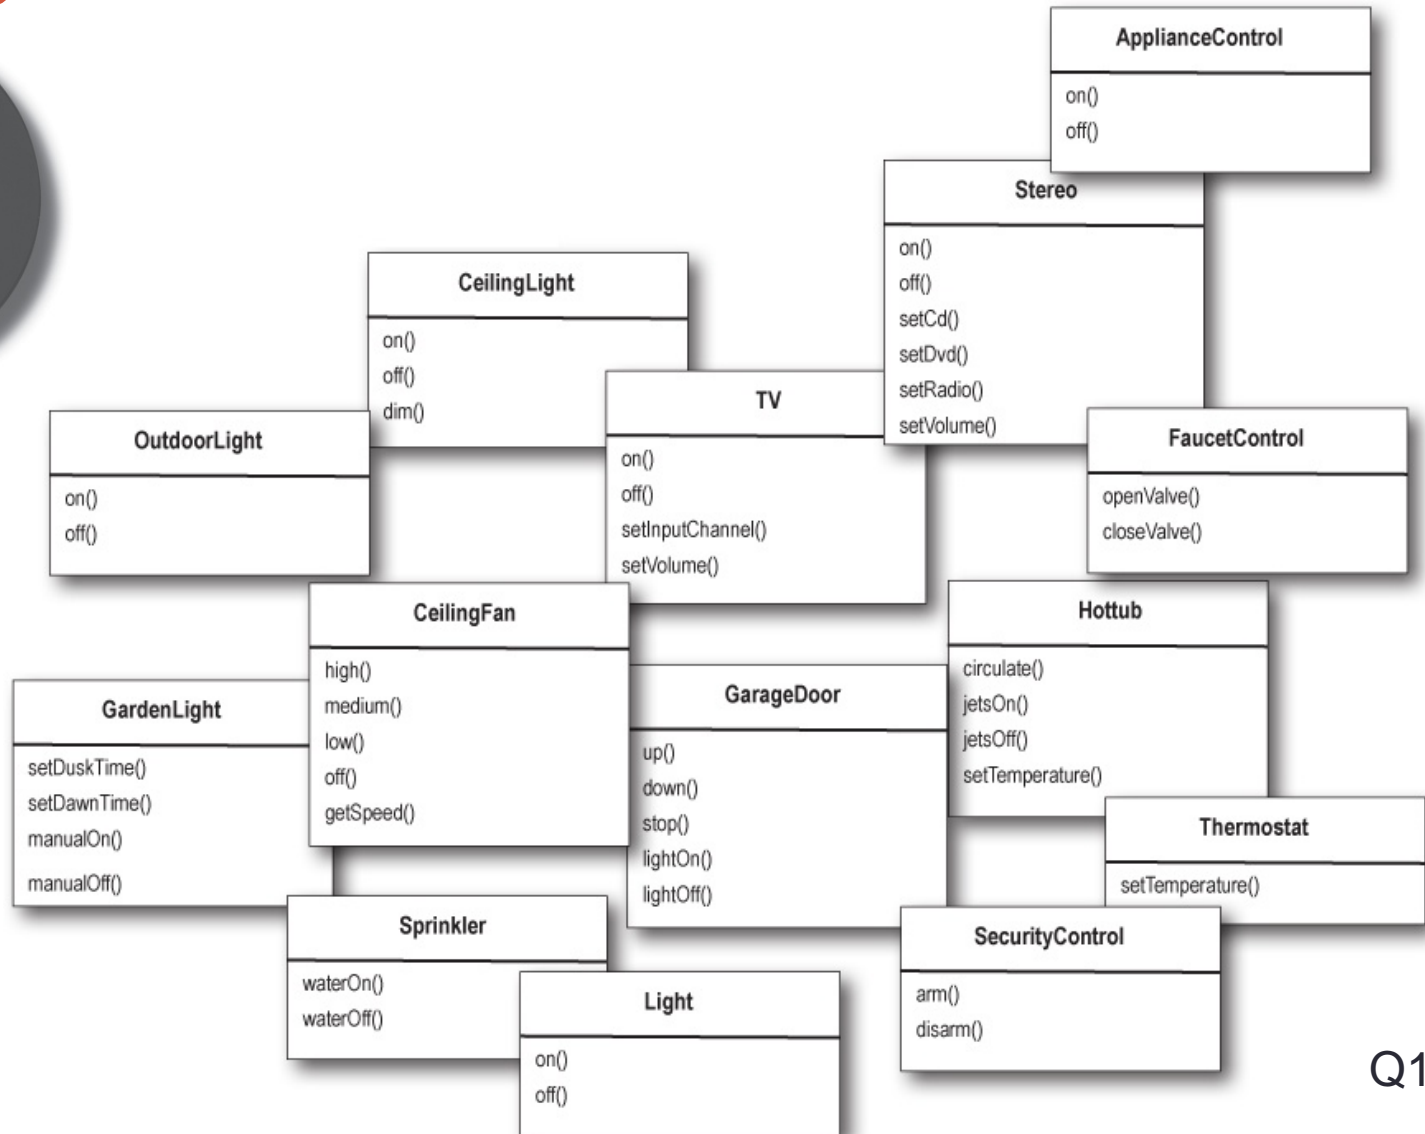 ApplianceControl
on()
off()
Stereo
on()
off()
setCd()
setDvd()
setRadio()
setVolume()
CeilingLight
on()
off()
dim()
TV
on()
off()
setInputChannel()
setVolume()
OutdoorLight
on()
off()
FaucetControl
openValve()
closeValve()
CeilingFan
high()
medium()
low()
off()
getSpeed()
Hottub
circulate()
jetsOn()
jetsOff()
setTemperature()
GardenLight
setDuskTime()
setDawnTime()
manualOn()
manualOff()
GarageDoor
up()
down()
stop()
lightOn()
lightOff()
Thermostat
setTemperature()
Sprinkler
waterOn()
waterOff()
SecurityControl
arm()
disarm()
Light
on()
off()
Q1